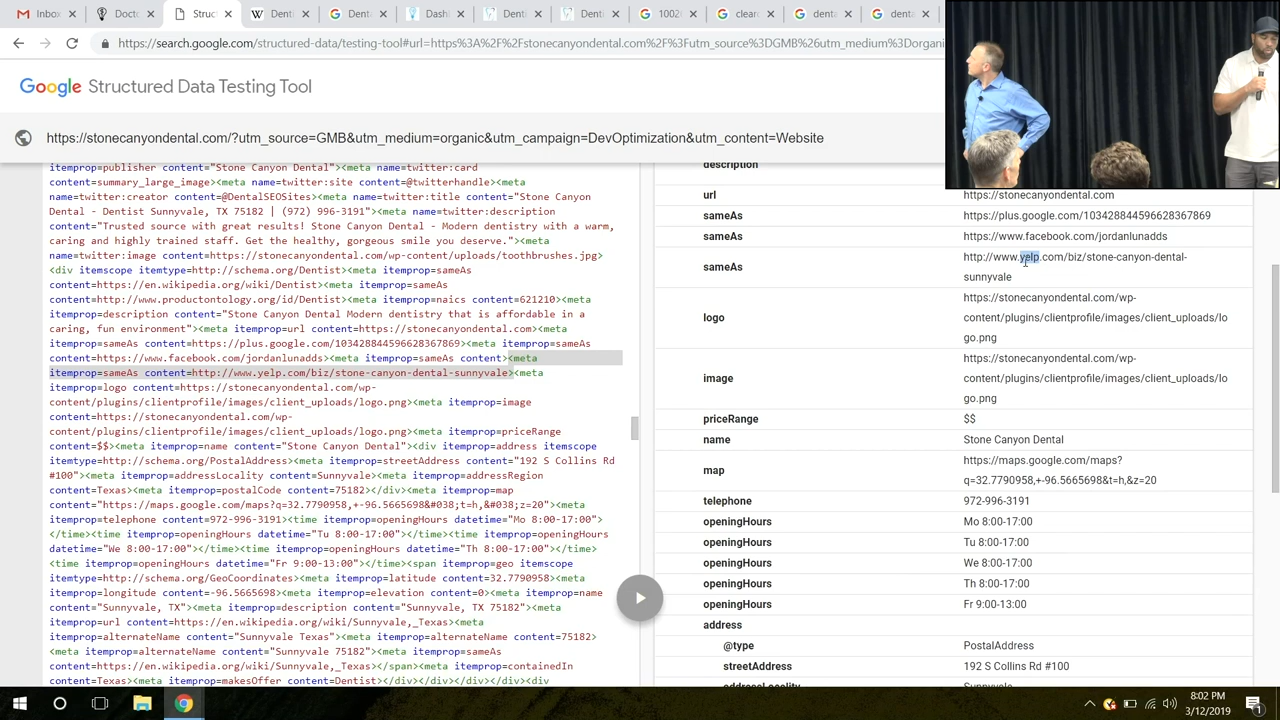 Inbox
Docto
Struct
Denti
Denta
Dash
Denti
Denta
1002
clear
denta
denta
https://search.google.com/structured-data/testing-tool#url=https%3A%2F%2Fstonecanyondental.com%2F%3Futm_source%3DGMB%26utm_medium%3Dorgani
Google Structured Data Testing Tool
https://stonecanyondental.com/?utm_source=GMB&utm_medium=organic&utm_campaign=DevOptimization&utm_content=Website
itemprop=publisher content="Stone Canyon Dental"><meta name=twitter:card
content=summary_large_image><meta name=twitter:site content=@twitterhandle><meta
name=twitter:creator content=@DentalSEOSites><meta name=twitter:title content="Stone Canyon
Dental - Dentist Sunnyvale, TX 75182 | (972) 996-3191"><meta name=twitter:description
content="Trusted source with great results! Stone Canyon Dental - Modern dentistry with a warm,
caring and highly trained staff. Get the healthy, gorgeous smile you deserve."><meta
name=twitter:image content=https://stonecanyondental.com/wp-content/uploads/toothbrushes.jpg>
<div itemscope itemtype=http://schema.org/Dentist><meta itemprop=sameAs
content=https://en.wikipedia.org/wiki/Dentist><meta itemprop=sameAs
content=http://www.productontology.org/id/Dentist><meta itemprop=naics content=621210><meta
itemprop=description content="Stone Canyon Dental Modern dentistry that is affordable in a
caring, fun environment"><meta itemprop=url content=https://stonecanyondental.com><meta
itemprop=sameAs content=https://plus.google.com/103428844596628367869><meta itemprop=sameAs
content=https://www.facebook.com/jordanlunadds><meta itemprop=sameAs content><meta
itemprop=sameAs content=http://www.yelp.com/biz/stone-canyon-dental-sunnyvale><meta
itemprop=logo content=https://stonecanyondental.com/wp-
content/plugins/clientprofile/images/client_uploads/logo.png><meta itemprop=image
content=https://stonecanyondental.com/wp-
content/plugins/clientprofile/images/client_uploads/logo.png><meta itemprop=priceRange
content=$$><meta itemprop=name content="Stone Canyon Dental"><div itemprop=address itemscope
itemtype=http://schema.org/PostalAddress><meta itemprop=streetAddress content="192 S Collins Rd
#100"><meta itemprop=addressLocality content=Sunnyvale><meta itemprop=addressRegion
content=Texas><meta itemprop=postalCode content=75182></div><meta itemprop=map
content="https://maps.google.com/maps?q=32.7790958,+-96.5665698&#038;t=h,&#038;z=20"><meta
itemprop=telephone content=972-996-3191><time itemprop=openingHours datetime="Mo 8:00-17:00">
</time><time itemprop=openingHours datetime="Tu 8:00-17:00"></time><time itemprop=openingHours
datetime="We 8:00-17:00"></time><time itemprop=openingHours datetime="Th 8:00-17:00"></time>
<time itemprop=openingHours datetime="Fr 9:00-13:00"></time><span itemprop=geo itemscope
itemtype=http://schema.org/GeoCoordinates><meta itemprop=latitude content=32.7790958><meta
itemprop=longitude content=-96.5665698><meta itemprop=elevation content=0><meta itemprop=name
content="Sunnyvale, TX"><meta itemprop=description content="Sunnyvale, TX 75182"><meta
itemprop=url content=https://en.wikipedia.org/wiki/Sunnyvale,_Texas><meta
itemprop=alternateName content="Sunnyvale Texas"><meta itemprop=alternateName content=75182>
<meta itemprop=alternateName content="Sunnyvale 75182"><meta itemprop=sameAs
content=https://en.wikipedia.org/wiki/Sunnyvale,_Texas></span><meta itemprop=containedIn
content=Texas><meta itemprop=makesOffer content=Dentist></div></div></div></div><div
description
url https://stonecanyondental.com
sameAs https://plus.google.com/103428844596628367869
sameAs https://www.facebook.com/jordanlunadds
sameAs http://www.yelp.com/biz/stone-canyon-dental-
sunnyvale
logo https://stonecanyondental.com/wp-
content/plugins/clientprofile/images/client_uploads/lo
go.png
image https://stonecanyondental.com/wp-
content/plugins/clientprofile/images/client_uploads/lo
go.png
priceRange $$
name Stone Canyon Dental
map https://maps.google.com/maps?
q=32.7790958,+-96.5665698&t=h,&z=20
telephone 972-996-3191
openingHours Mo 8:00-17:00
openingHours Tu 8:00-17:00
openingHours We 8:00-17:00
openingHours Th 8:00-17:00
openingHours Fr 9:00-13:00
address
@type PostalAddress
streetAddress 192 S Collins Rd #100
addressLocality Sunnyvale
8:02 PM
3/12/2019
1